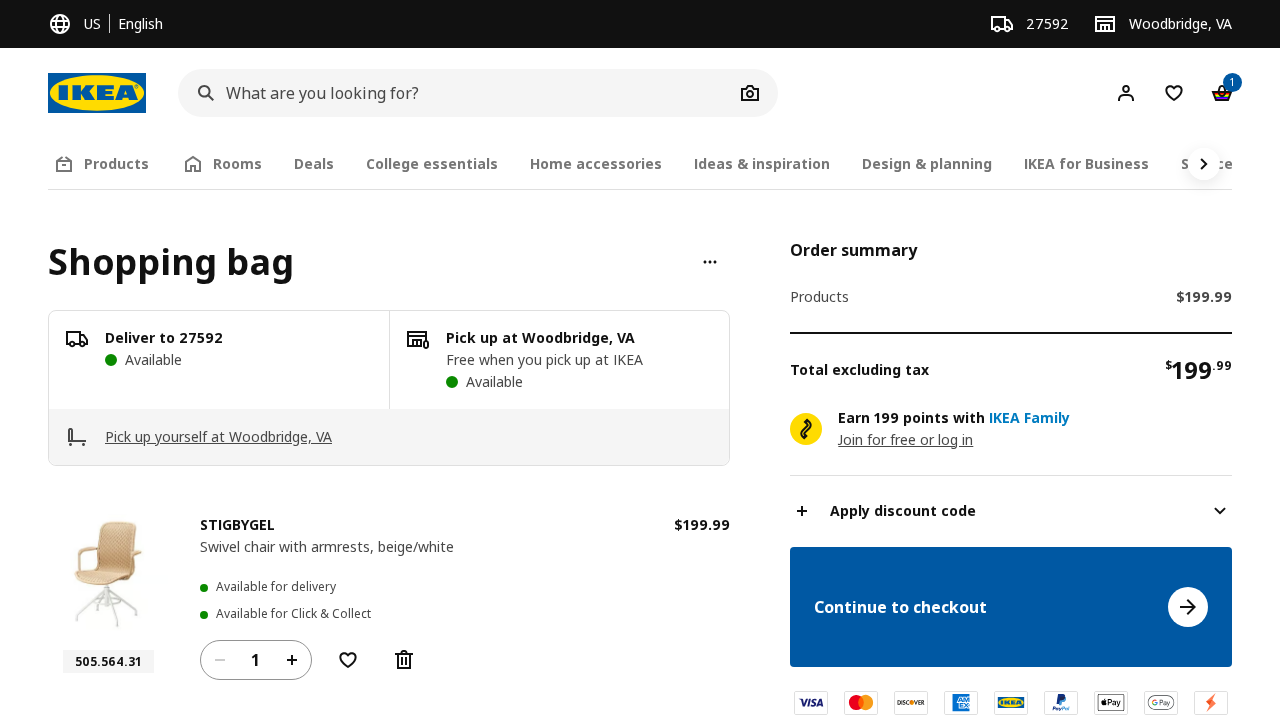 US English 27592 Woodbridge, VA
IKEA What are you looking for? 1
Products Rooms Deals College essentials Home accessories Ideas & inspiration Design & planning IKEA for Business
Shopping bag
Deliver to 27592
Available
Pick up at Woodbridge, VA
Free when you pick up at IKEA
Available
Pick up yourself at Woodbridge, VA
STIGBYGEL $199.99
Swivel chair with armrests, beige/white
Available for delivery
Available for Click & Collect
505.564.31
1
Order summary
Products $199.99
Total excluding tax $199.99
Earn 199 points with IKEA Family
Join for free or log in
Apply discount code
Continue to checkout
VISA DISCOVER AMEX IKEA PayPal Pay G Pay